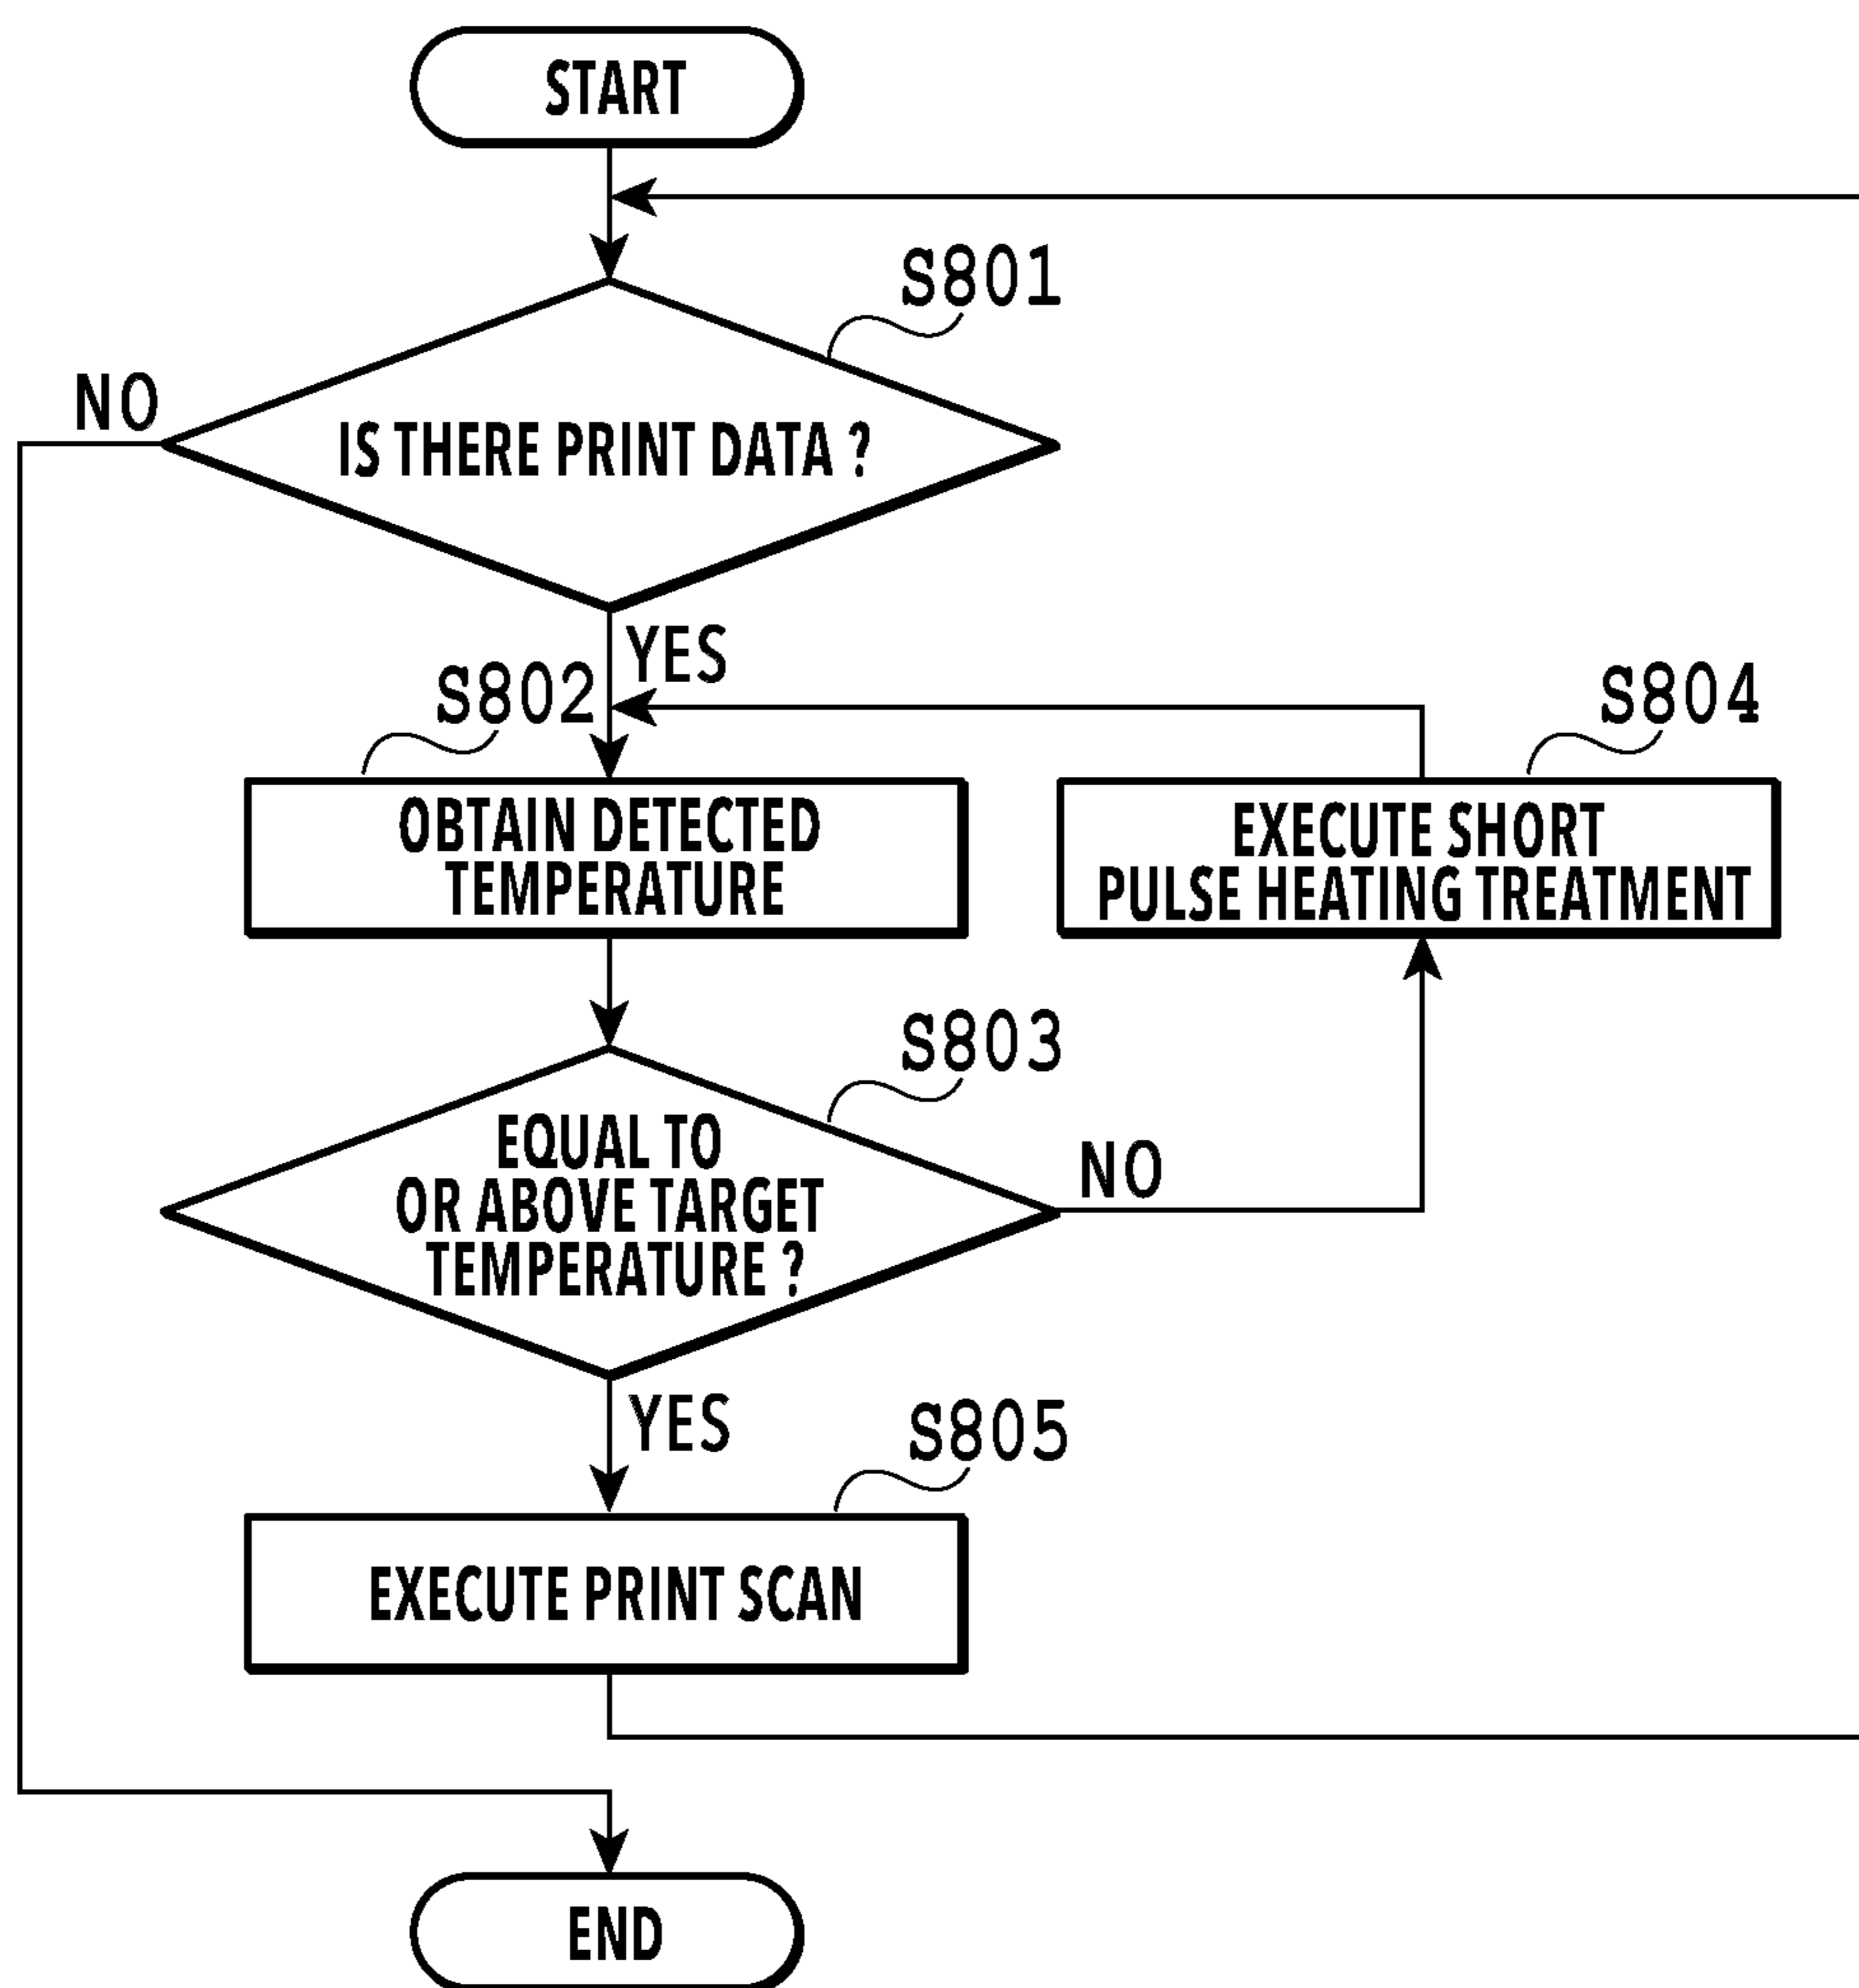 START
S801
NO
IS THERE PRINT DATA ?
YES
S802
S804
OBTAIN DETECTED
TEMPERATURE
EXECUTE SHORT
PULSE HEATING TREATMENT
S803
EQUAL TO
OR ABOVE TARGET
TEMPERATURE ?
NO
YES
S805
EXECUTE PRINT SCAN
END